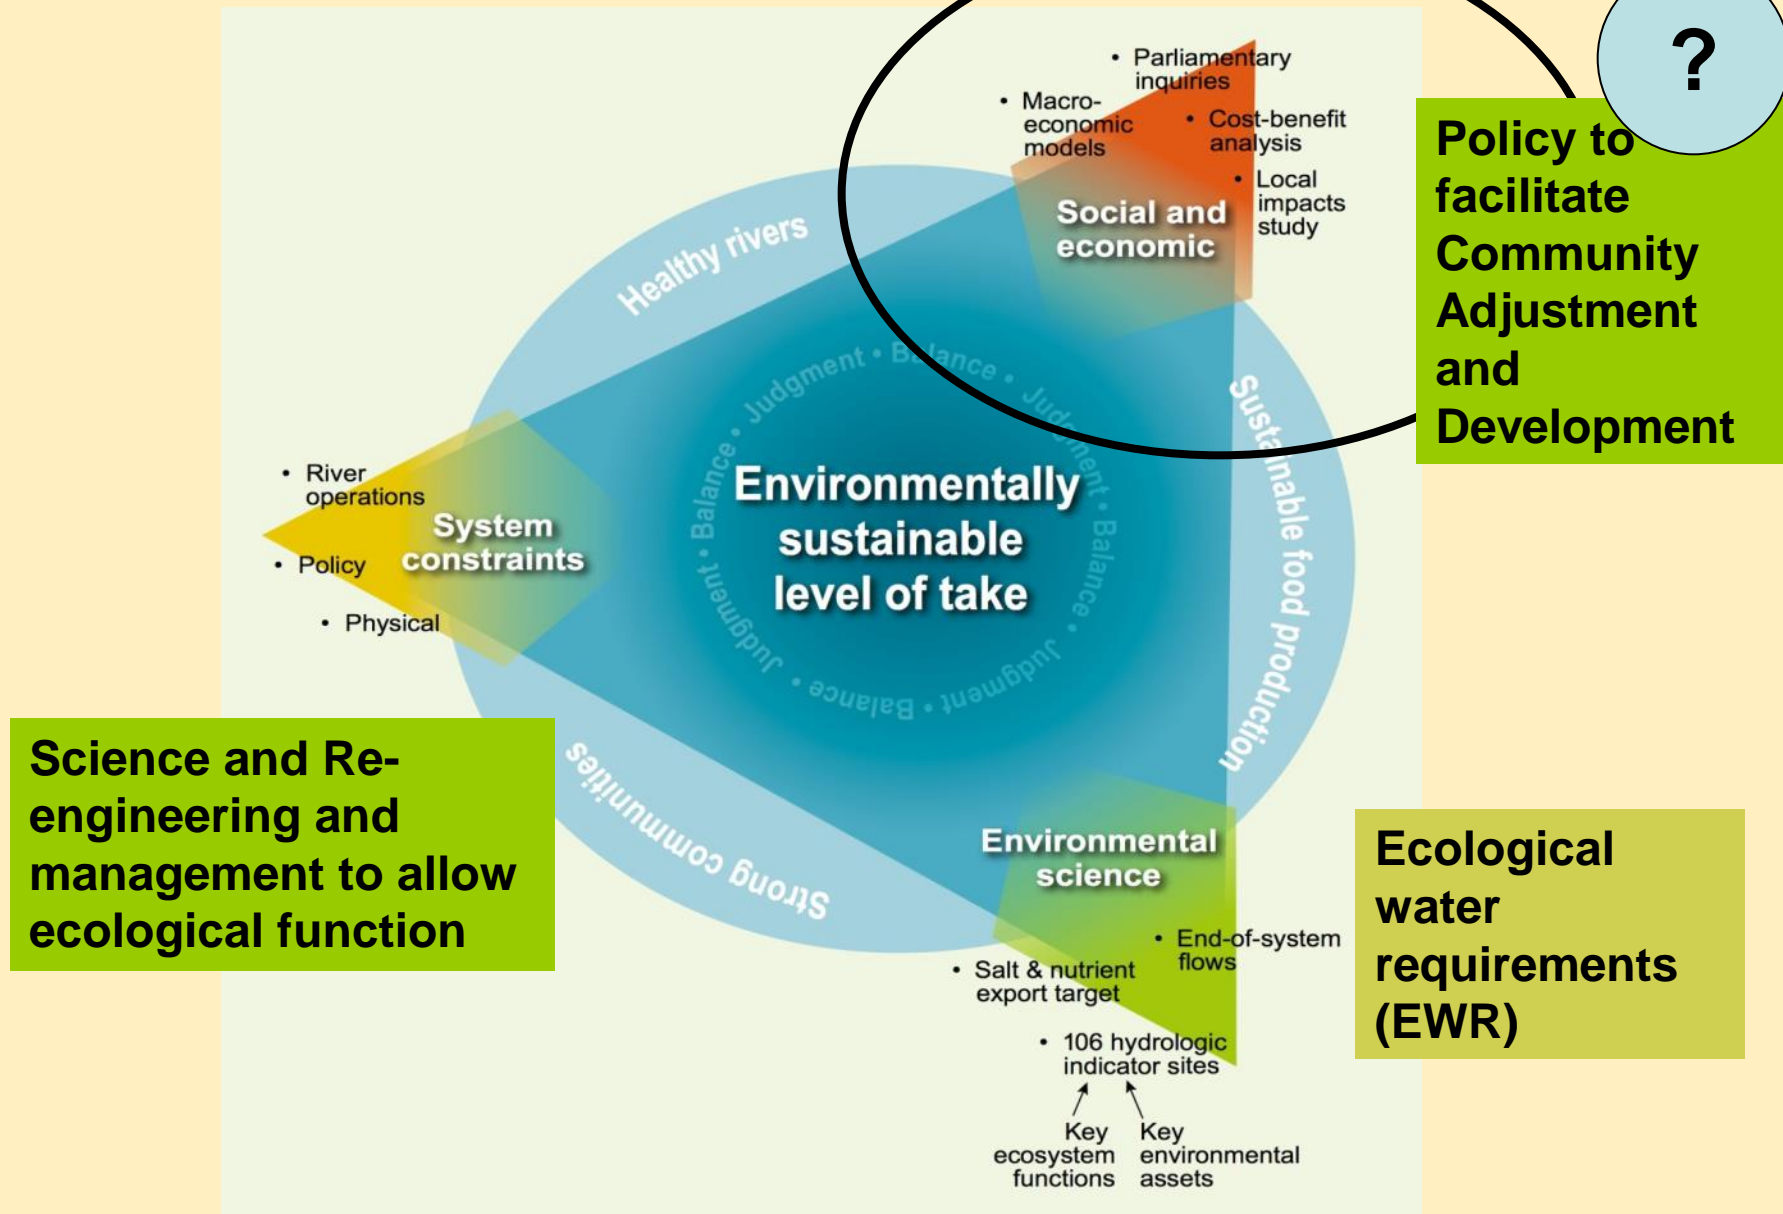 ?
• Parliamentary
inquiries
• Macro-
economic
models
• Cost-benefit
analysis
• Local
impacts
study
Social and
economic
Policy to
facilitate
Community
Adjustment
and
Development
Healthy rivers
Sustainable food production
Strong communities
Judgment • Balance • Judgment • Balance • Judgment • Balance • Judgment • Balance •
Environmentally
sustainable
level of take
• River
operations
• Policy
• Physical
System
constraints
Science and Re-
engineering and
management to allow
ecological function
Environmental
science
• End-of-system
flows
• Salt & nutrient
export target
• 106 hydrologic
indicator sites
Key
ecosystem
functions
Key
environmental
assets
Ecological
water
requirements
(EWR)